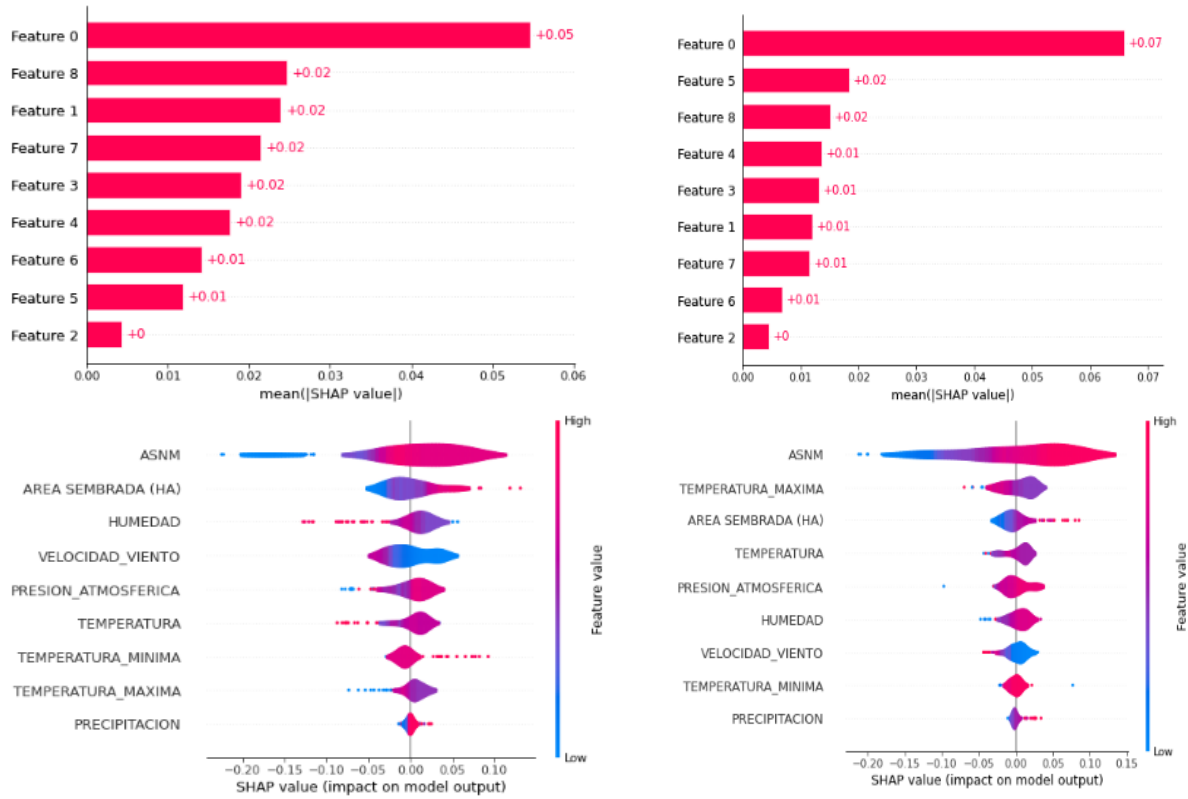 Feature 0
+0.05
Feature 8
+0.02
Feature 1
+0.02
Feature 7
+0.02
Feature 3
+0.02
Feature 4
+0.02
Feature 6
+0.01
Feature 5
+0.01
Feature 2
+0
0.00 0.01 0.02 0.03 0.04 0.05 0.06
mean(|SHAP value|)
Feature 0
+0.07
Feature 5
+0.02
Feature 8
+0.02
Feature 4
+0.01
Feature 3
+0.01
Feature 1
+0.01
Feature 7
+0.01
Feature 6
+0.01
Feature 2
+0
0.00 0.01 0.02 0.03 0.04 0.05 0.06 0.07
mean(|SHAP value|)
High
ASNM
AREA SEMBRADA (HA)
HUMEDAD
VELOCIDAD_VIENTO
PRESION_ATMOSFERICA
TEMPERATURA
TEMPERATURA_MINIMA
TEMPERATURA_MAXIMA
PRECIPITACION
Feature value
Low
−0.20 −0.15 −0.10 −0.05 0.00 0.05 0.10
SHAP value (impact on model output)
High
ASNM
TEMPERATURA_MAXIMA
AREA SEMBRADA (HA)
TEMPERATURA
PRESION_ATMOSFERICA
HUMEDAD
VELOCIDAD_VIENTO
TEMPERATURA_MINIMA
PRECIPITACION
Feature value
Low
−0.20 −0.15 −0.10 −0.05 0.00 0.05 0.10 0.15
SHAP value (impact on model output)